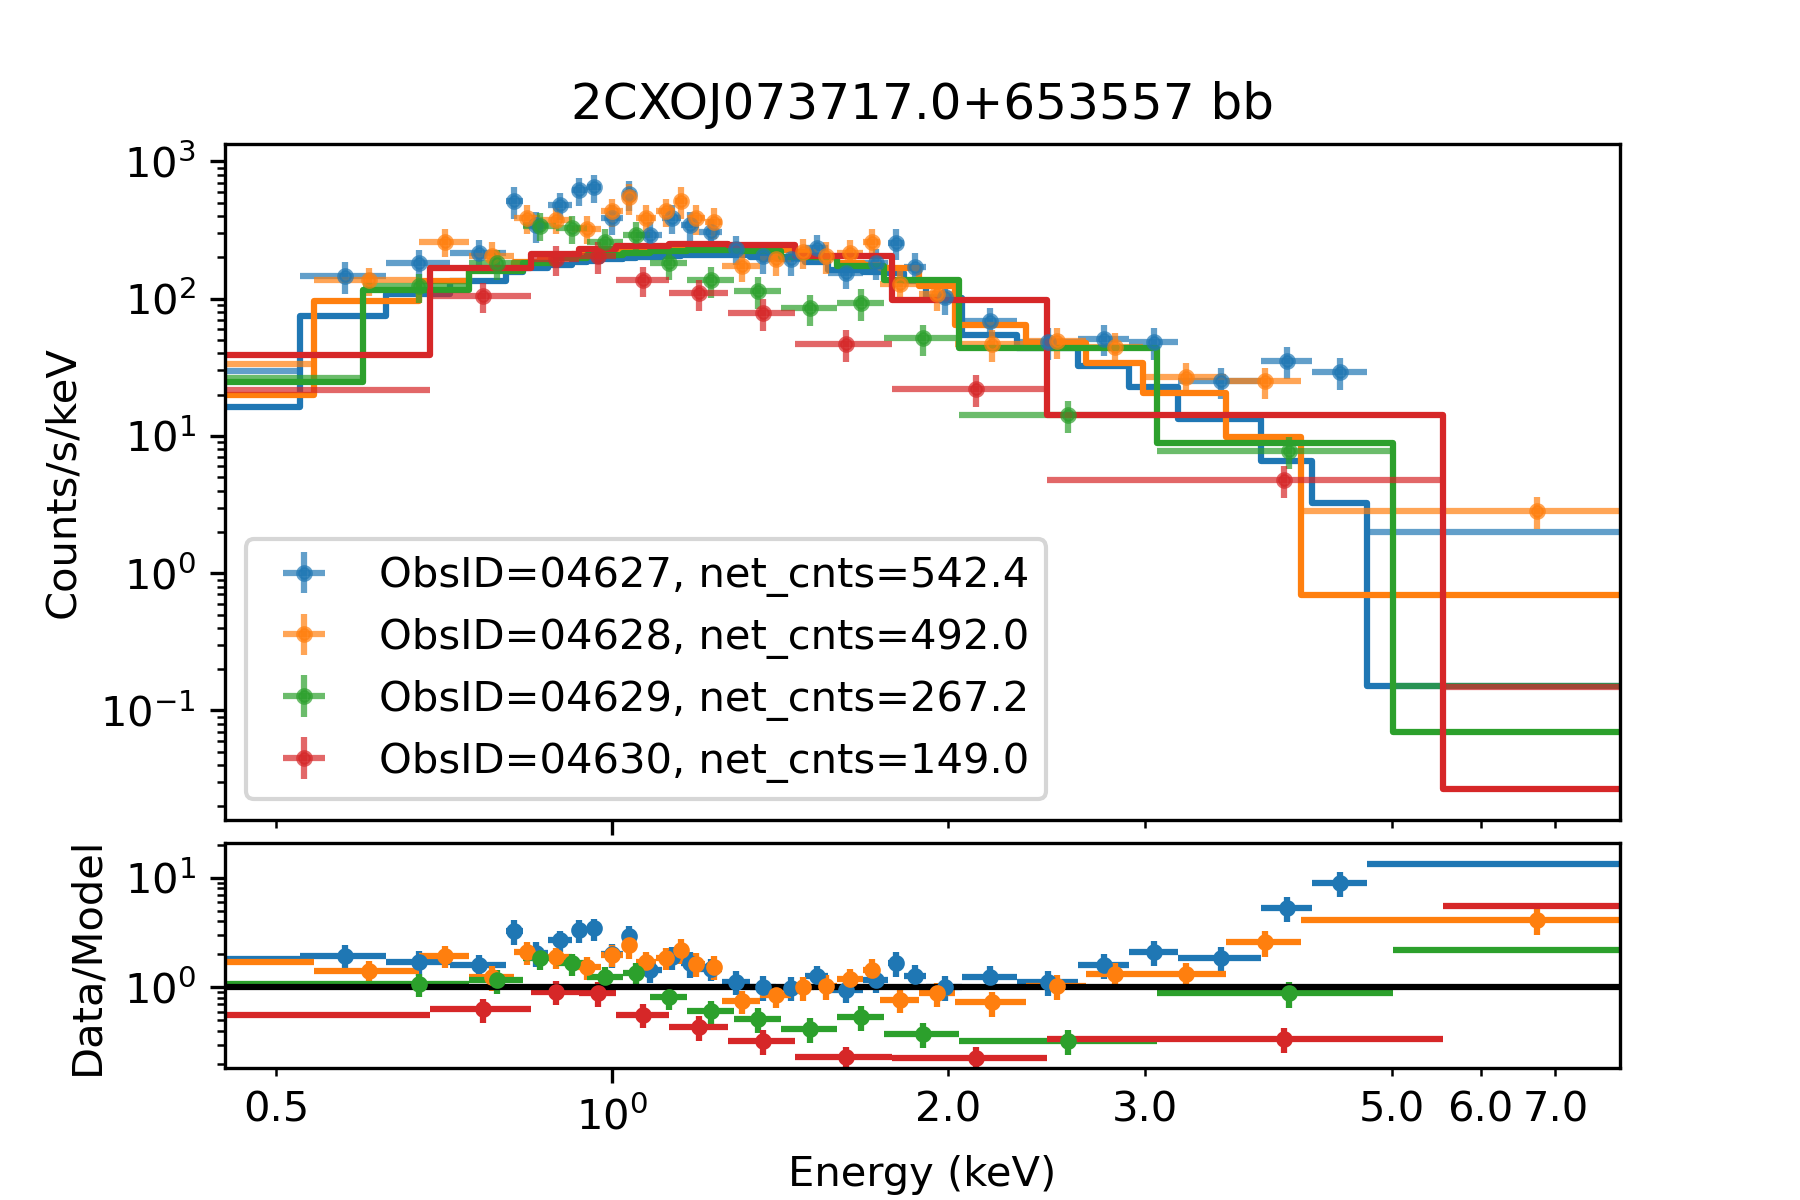 2CXOJ073717.0+653557 bb
Counts/s/keV
10³
10²
10¹
10⁰
10⁻¹
ObsID=04627, net_cnts=542.4
ObsID=04628, net_cnts=492.0
ObsID=04629, net_cnts=267.2
ObsID=04630, net_cnts=149.0
Data/Model
10¹
10⁰
0.5 10⁰ 2.0 3.0 5.0 6.0 7.0
Energy (keV)